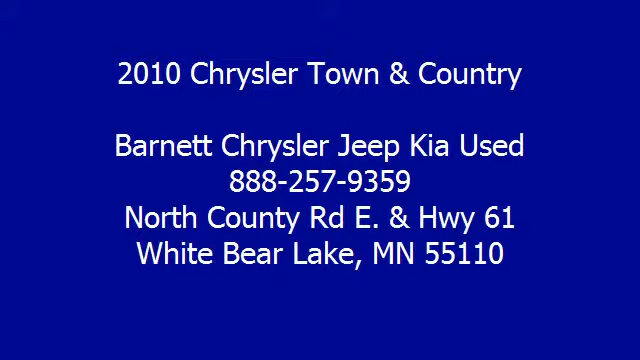 2010 Chrysler Town & Country
Barnett Chrysler Jeep Kia Used
888-257-9359
North County Rd E. & Hwy 61
White Bear Lake, MN 55110